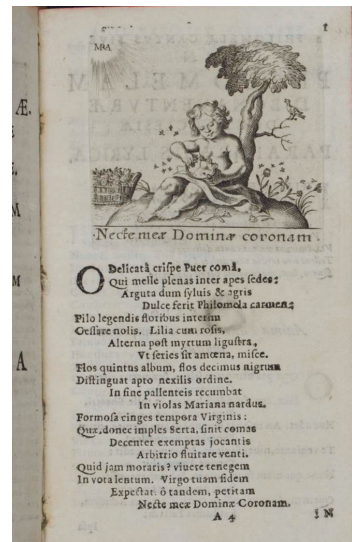 1
M A.
Necte meæ Dominæ coronam.
O Delicatâ crispe Puer comâ,
Qui melle plenas inter apes sedes:
Arguta dum syluis & agris
Dulce ferit Philomela carmen;
Filo legendis floribus interim
Cessare nolis. Lilia cum rosis,
Alterna post myrtum ligustra,
Vt series sit amœna, misce.
Flos quintus album, flos decimus nigrum
Distinguat apto nexilis ordine.
In fine pallenteis recumbat
In violas Mariana nardus.
Formosa cinges tempora Virginis:
Quæ, donec imples Serta, sinit comas
Decenter exemptas jocantis
Arbitrio fluitare venti.
Quid jam moraris? viuere tenegem
In vota lentum. Virgo tuam fidem
Expectat: ô tandem, petitam
Necte meæ Dominæ Coronam.
A 4
IN
Æ.
M
M
A